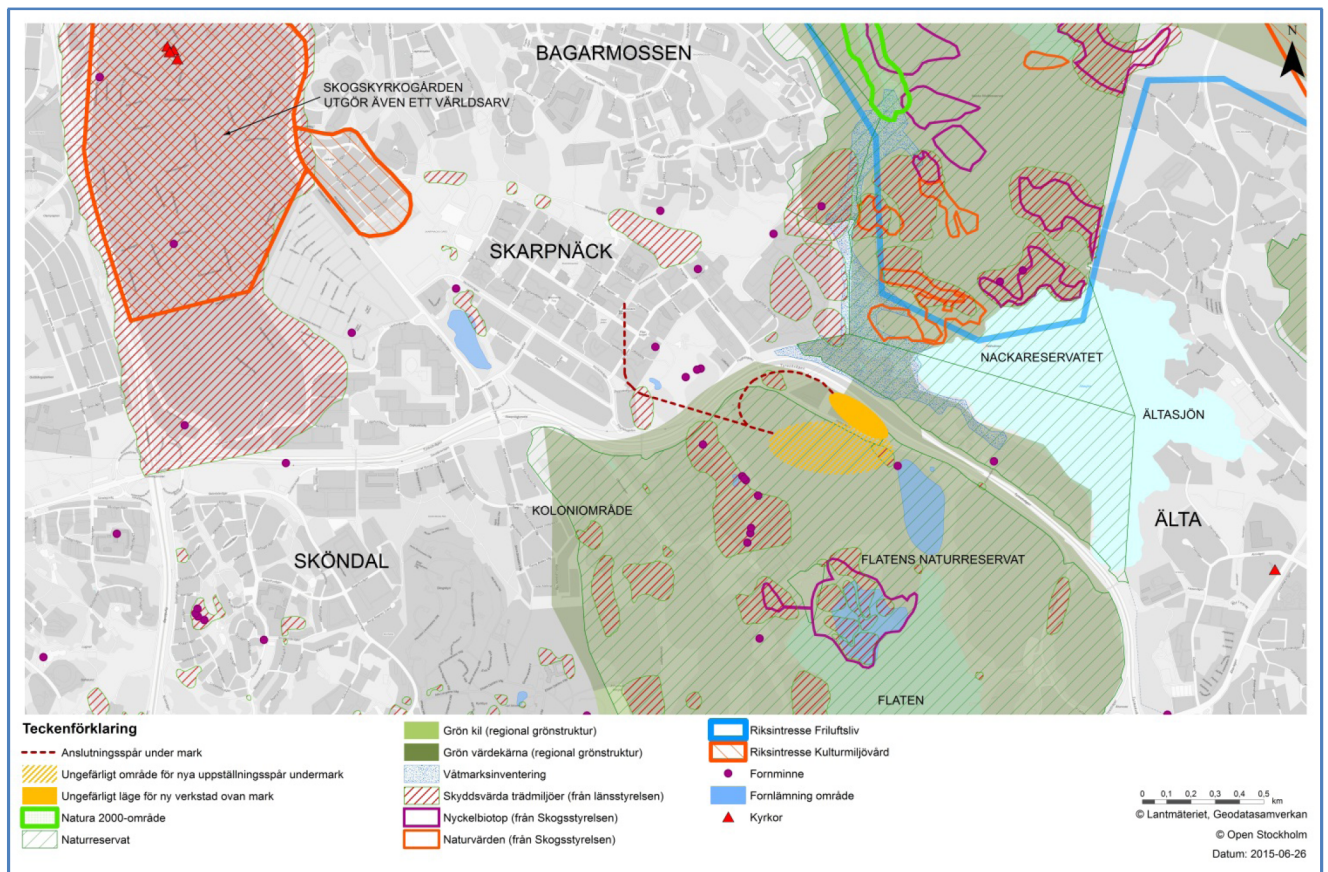 BAGARMOSSEN
N
SKOGSKYRKOGÅRDEN
UTGÖR ÄVEN ETT VÄRLDSARV
SKARPNÄCK
NACKARESERVATET
ÄLTASJÖN
KOLONIOMRÅDE
ÄLTA
SKÖNDAL
FLATENS NATURRESERVAT
FLATEN
Teckenförklaring
Anslutningsspår under mark
Ungefärligt område för nya uppställningsspår undermark
Ungefärligt läge för ny verkstad ovan mark
Natura 2000-område
Naturreservat
Grön kil (regional grönstruktur)
Grön värdekärna (regional grönstruktur)
Våtmarksinventering
Skyddsvärda trädmiljöer (från länsstyrelsen)
Nyckelbiotop (från Skogsstyrelsen)
Naturvärden (från Skogsstyrelsen)
Riksintresse Friluftsliv
Riksintresse Kulturmiljövård
Fornminne
Fornlämning område
Kyrkor
0 0,1 0,2 0,3 0,4 0,5
km
© Lantmäteriet, Geodatasamverkan
© Open Stockholm
Datum: 2015-06-26